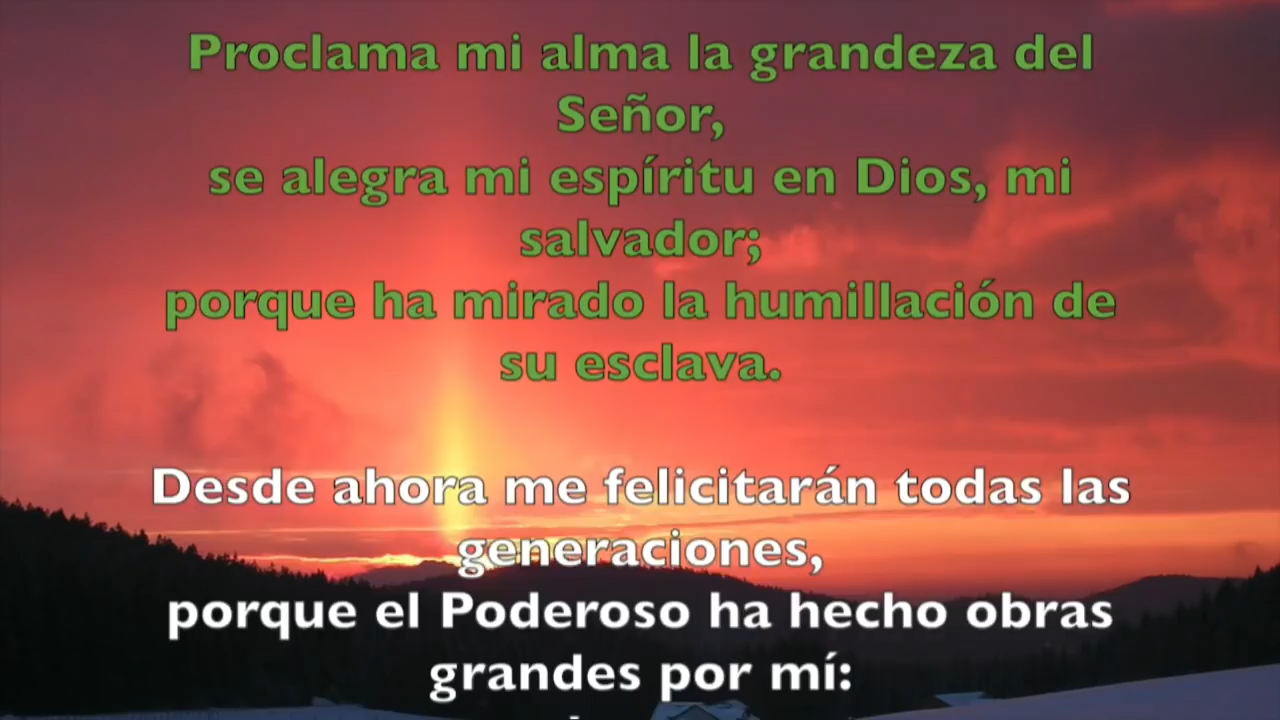 Proclama mi alma la grandeza del
Señor,
se alegra mi espíritu en Dios, mi
salvador;
porque ha mirado la humillación de
su esclava.
Desde ahora me felicitarán todas las
generaciones,
porque el Poderoso ha hecho obras
grandes por mí: